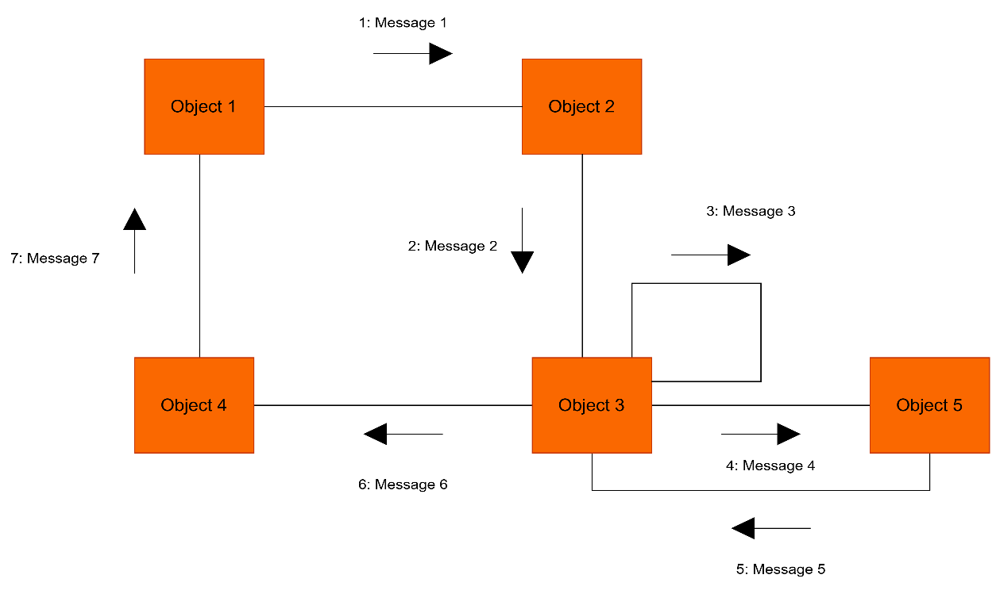 1: Message 1
Object 1
Object 2
3: Message 3
2: Message 2
7: Message 7
Object 4
Object 3
Object 5
4: Message 4
6: Message 6
5: Message 5